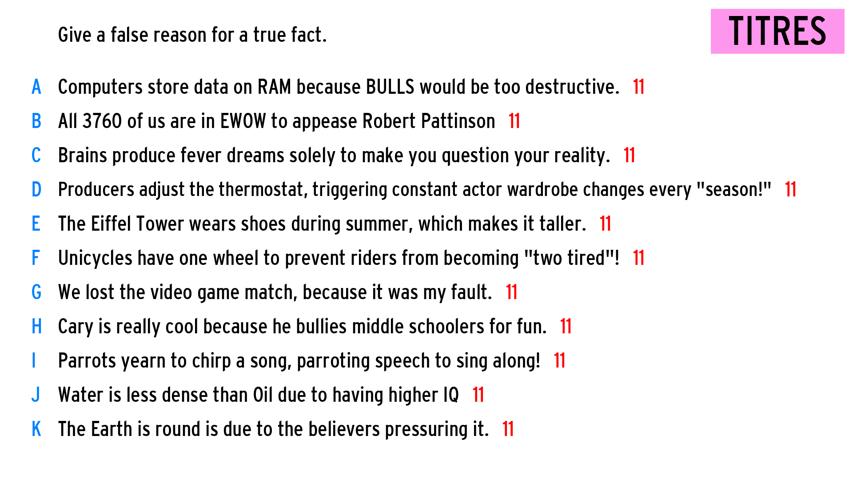 Give a false reason for a true fact.
TITRES
A Computers store data on RAM because BULLS would be too destructive. 11
B All 3760 of us are in EWOW to appease Robert Pattinson 11
C Brains produce fever dreams solely to make you question your reality. 11
D Producers adjust the thermostat, triggering constant actor wardrobe changes every "season!" 11
E The Eiffel Tower wears shoes during summer, which makes it taller. 11
F Unicycles have one wheel to prevent riders from becoming "two tired"! 11
G We lost the video game match, because it was my fault. 11
H Cary is really cool because he bullies middle schoolers for fun. 11
I Parrots yearn to chirp a song, parroting speech to sing along! 11
J Water is less dense than Oil due to having higher IQ 11
K The Earth is round is due to the believers pressuring it. 11